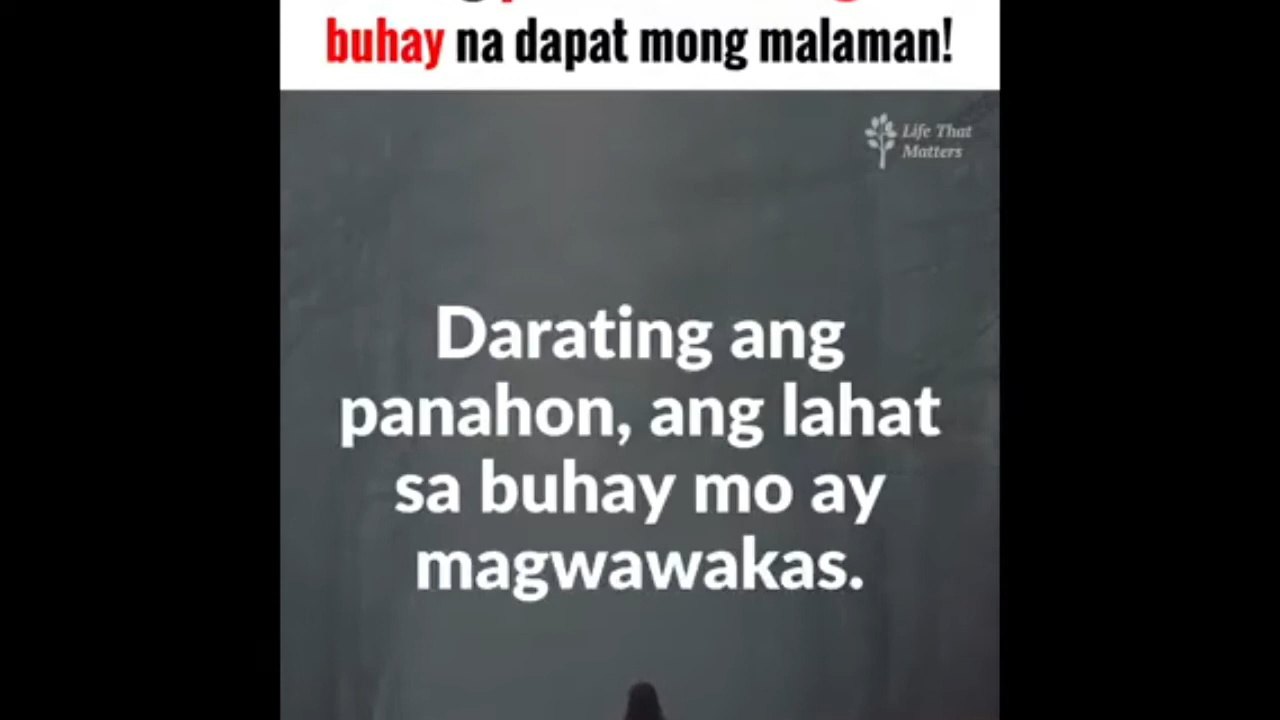 buhay na dapat mong malaman!
Life That
Matters
Darating ang
panahon, ang lahat
sa buhay mo ay
magwawakas.